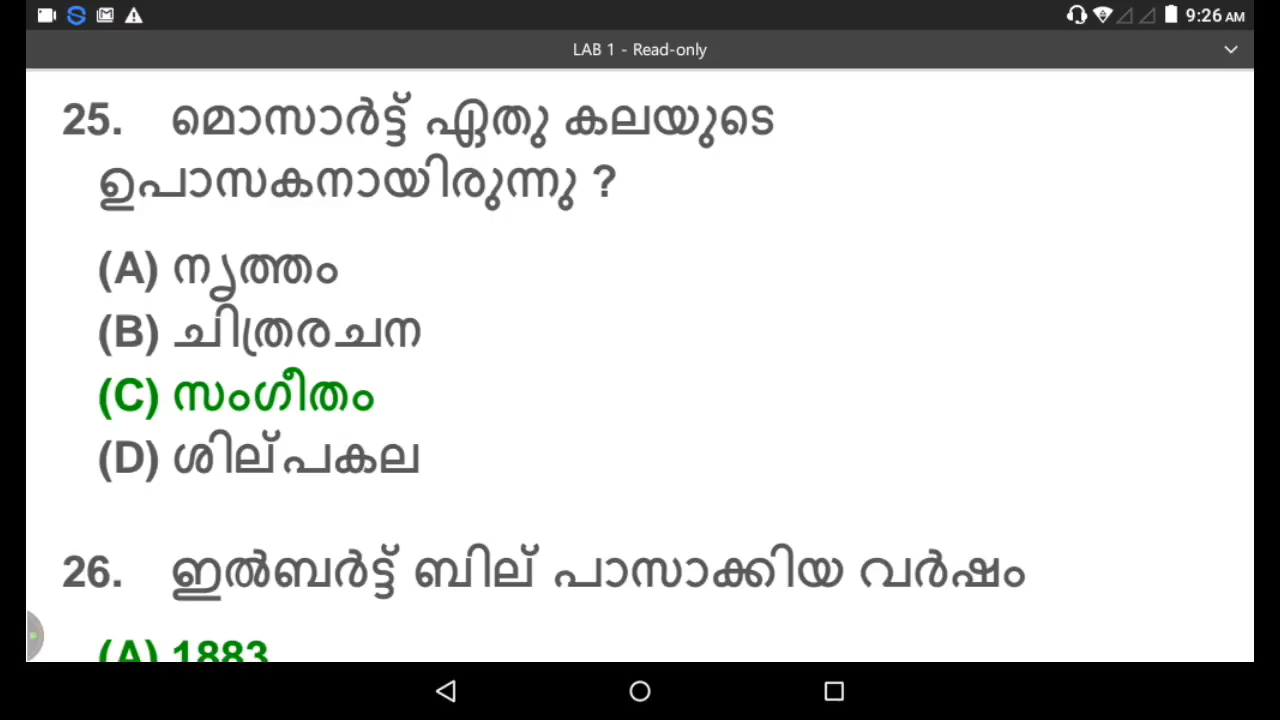 9:26 AM
LAB 1 - Read-only
25. മൊസാർട്ട് ഏതു കലയുടെ
ഉപാസകനായിരുന്നു ?
(A) നൃത്തം
(B) ചിത്രരചന
(C) സംഗീതം
(D) ശില്പകല
26. ഇൽബർട്ട് ബില് പാസാക്കിയ വർഷം
(A) 1883